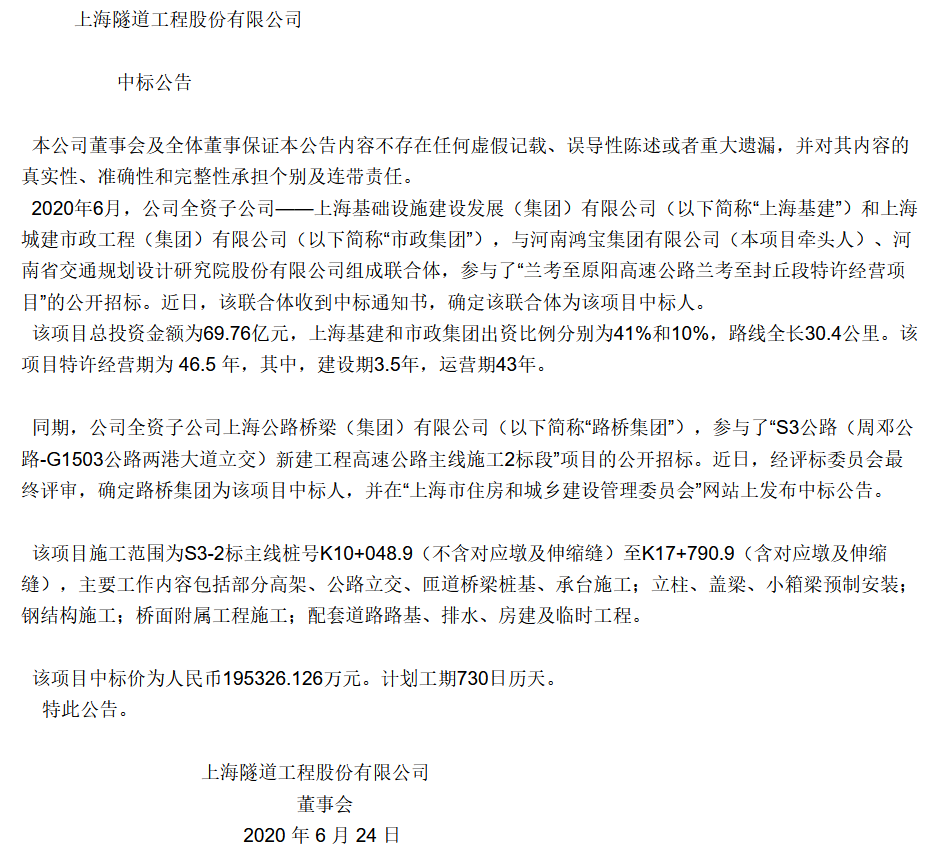 上海隧道工程股份有限公司
中标公告
本公司董事会及全体董事保证本公告内容不存在任何虚假记载、误导性陈述或者重大遗漏，并对其内容的
真实性、准确性和完整性承担个别及连带责任。
2020年6月，公司全资子公司——上海基础设施建设发展（集团）有限公司（以下简称“上海基建”）和上海
城建市政工程（集团）有限公司（以下简称“市政集团”），与河南鸿宝集团有限公司（本项目牵头人）、河
南省交通规划设计研究院股份有限公司组成联合体，参与了“兰考至原阳高速公路兰考至封丘段特许经营项
目”的公开招标。近日，该联合体收到中标通知书，确定该联合体为该项目中标人。
该项目总投资金额为69.76亿元，上海基建和市政集团出资比例分别为41%和10%，路线全长30.4公里。该
项目特许经营期为 46.5 年，其中，建设期3.5年，运营期43年。
同期，公司全资子公司上海公路桥梁（集团）有限公司（以下简称“路桥集团”），参与了“S3公路（周邓公
路-G1503公路两港大道立交）新建工程高速公路主线施工2标段”项目的公开招标。近日，经评标委员会最
终评审，确定路桥集团为该项目中标人，并在“上海市住房和城乡建设管理委员会”网站上发布中标公告。
该项目施工范围为S3-2标主线桩号K10+048.9（不含对应墩及伸缩缝）至K17+790.9（含对应墩及伸缩
缝），主要工作内容包括部分高架、公路立交、匝道桥梁桩基、承台施工；立柱、盖梁、小箱梁预制安装；
钢结构施工；桥面附属工程施工；配套道路路基、排水、房建及临时工程。
该项目中标价为人民币195326.126万元。计划工期730日历天。
特此公告。
上海隧道工程股份有限公司
董事会
2020 年 6 月 24 日